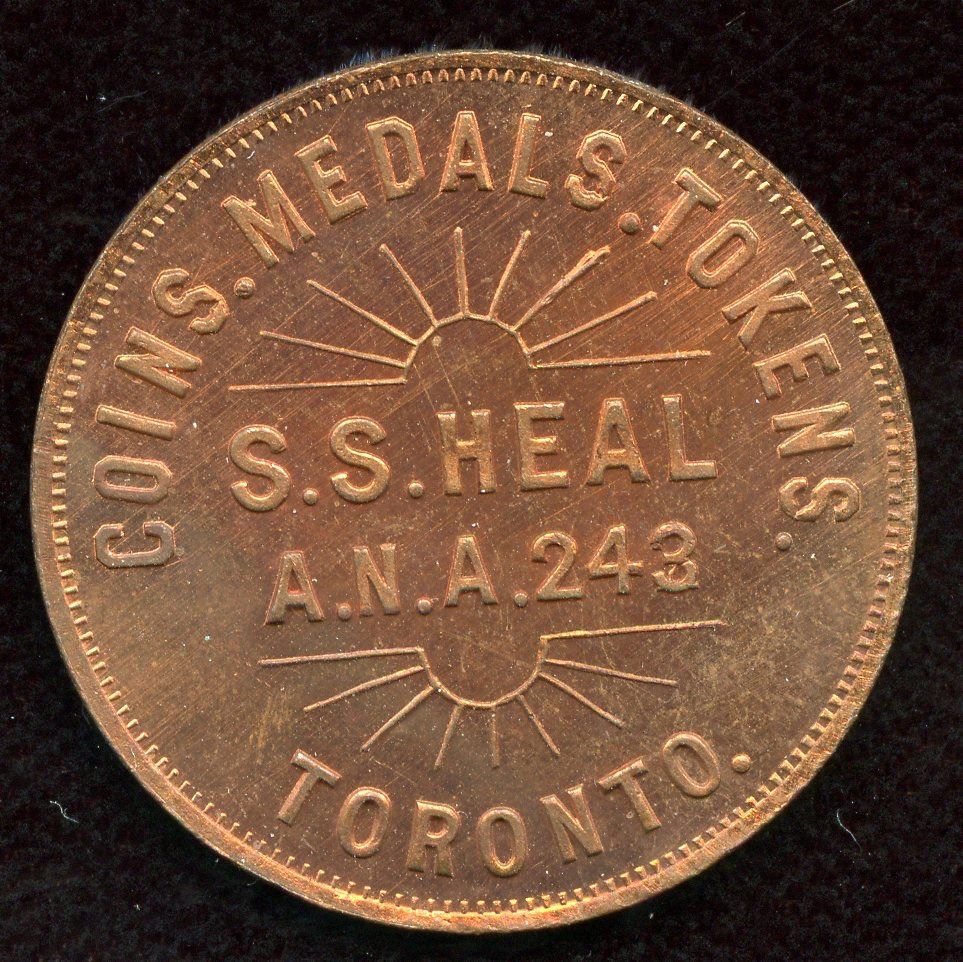 COINS. MEDALS. TOKENS.
S.S. HEAL
A.N.A. 243
TORONTO.